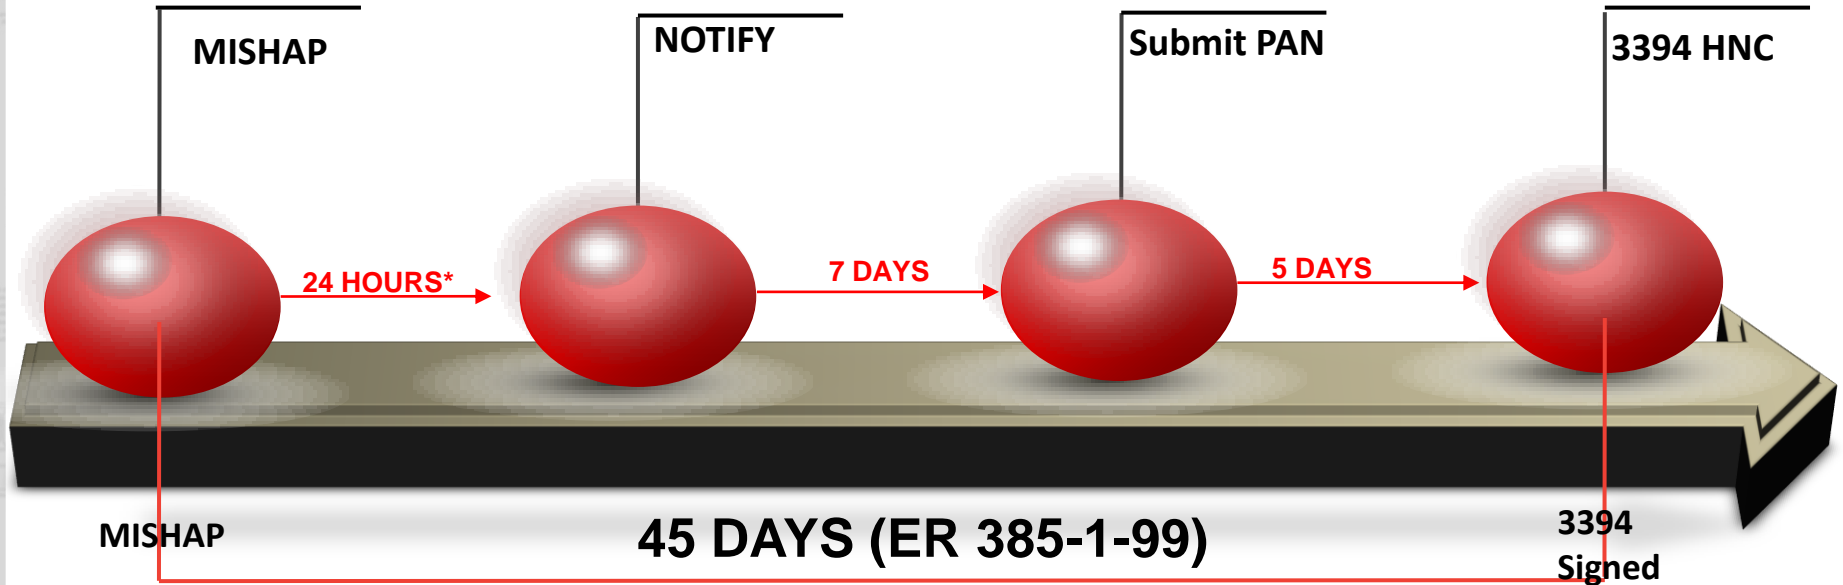 MISHAP
NOTIFY
Submit PAN
3394 HNC
24 HOURS*
7 DAYS
5 DAYS
MISHAP
45 DAYS (ER 385-1-99)
3394
Signed